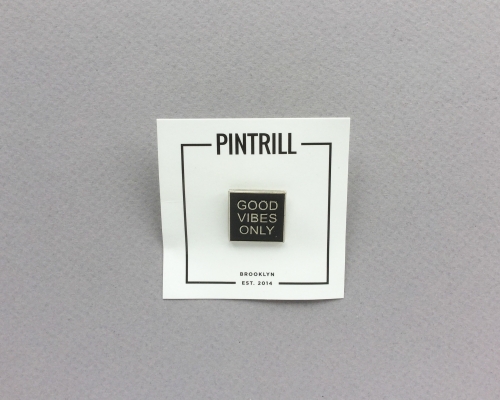 PINTRILL
GOOD
VIBES
ONLY
BROOKLYN
EST. 2014